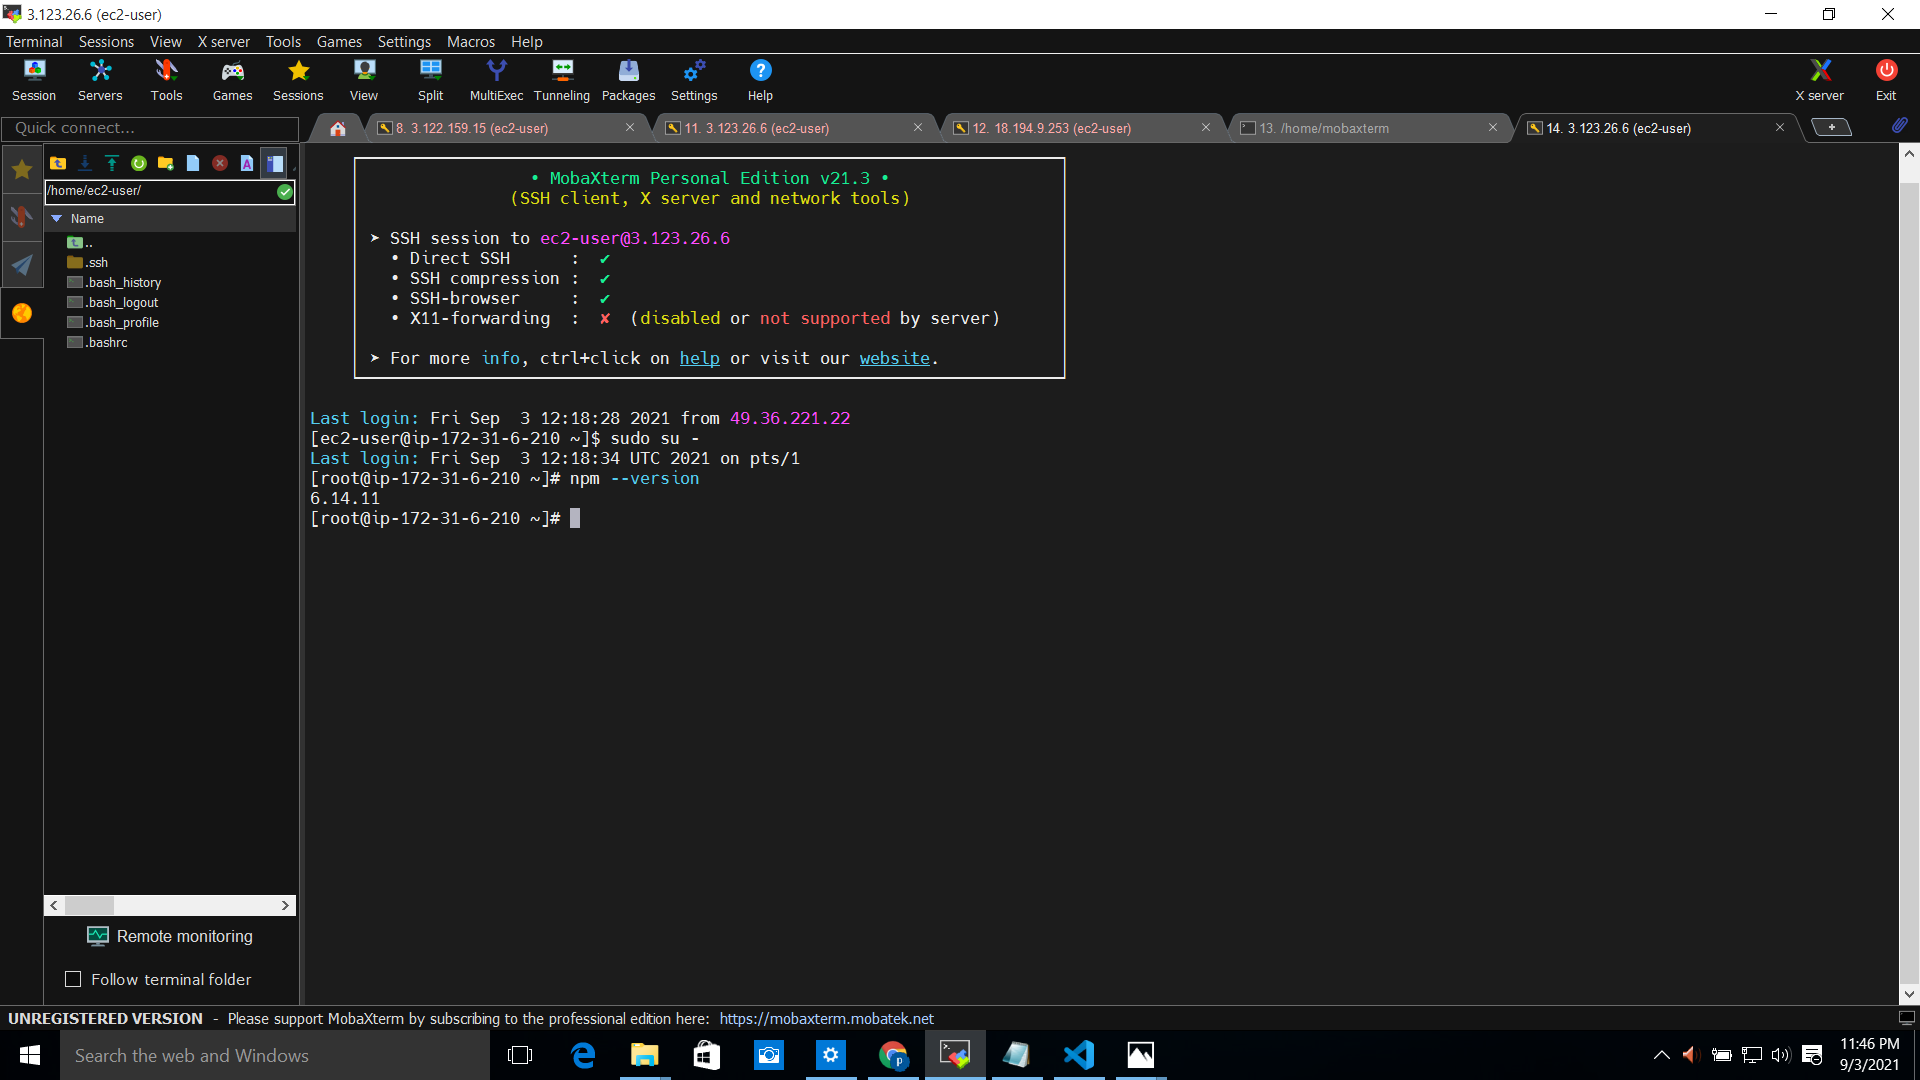 3.123.26.6 (ec2-user)
Terminal Sessions View X server Tools Games Settings Macros Help
Session Servers Tools Games Sessions View Split MultiExec Tunneling Packages Settings Help X server Exit
Quick connect...
8. 3.122.159.15 (ec2-user) 11. 3.123.26.6 (ec2-user) 12. 18.194.9.253 (ec2-user) 13. /home/mobaxterm 14. 3.123.26.6 (ec2-user)
/home/ec2-user/
Name
..
.ssh
.bash_history
.bash_logout
.bash_profile
.bashrc
• MobaXterm Personal Edition v21.3 •
(SSH client, X server and network tools)
➤ SSH session to ec2-user@3.123.26.6
• Direct SSH : ✔
• SSH compression : ✔
• SSH-browser : ✔
• X11-forwarding : ✘ (disabled or not supported by server)
➤ For more info, ctrl+click on help or visit our website.
Last login: Fri Sep  3 12:18:28 2021 from 49.36.221.22
[ec2-user@ip-172-31-6-210 ~]$ sudo su -
Last login: Fri Sep  3 12:18:34 UTC 2021 on pts/1
[root@ip-172-31-6-210 ~]# npm --version
6.14.11
[root@ip-172-31-6-210 ~]#
Remote monitoring
Follow terminal folder
UNREGISTERED VERSION - Please support MobaXterm by subscribing to the professional edition here: https://mobaxterm.mobatek.net
Search the web and Windows
11:46 PM
9/3/2021